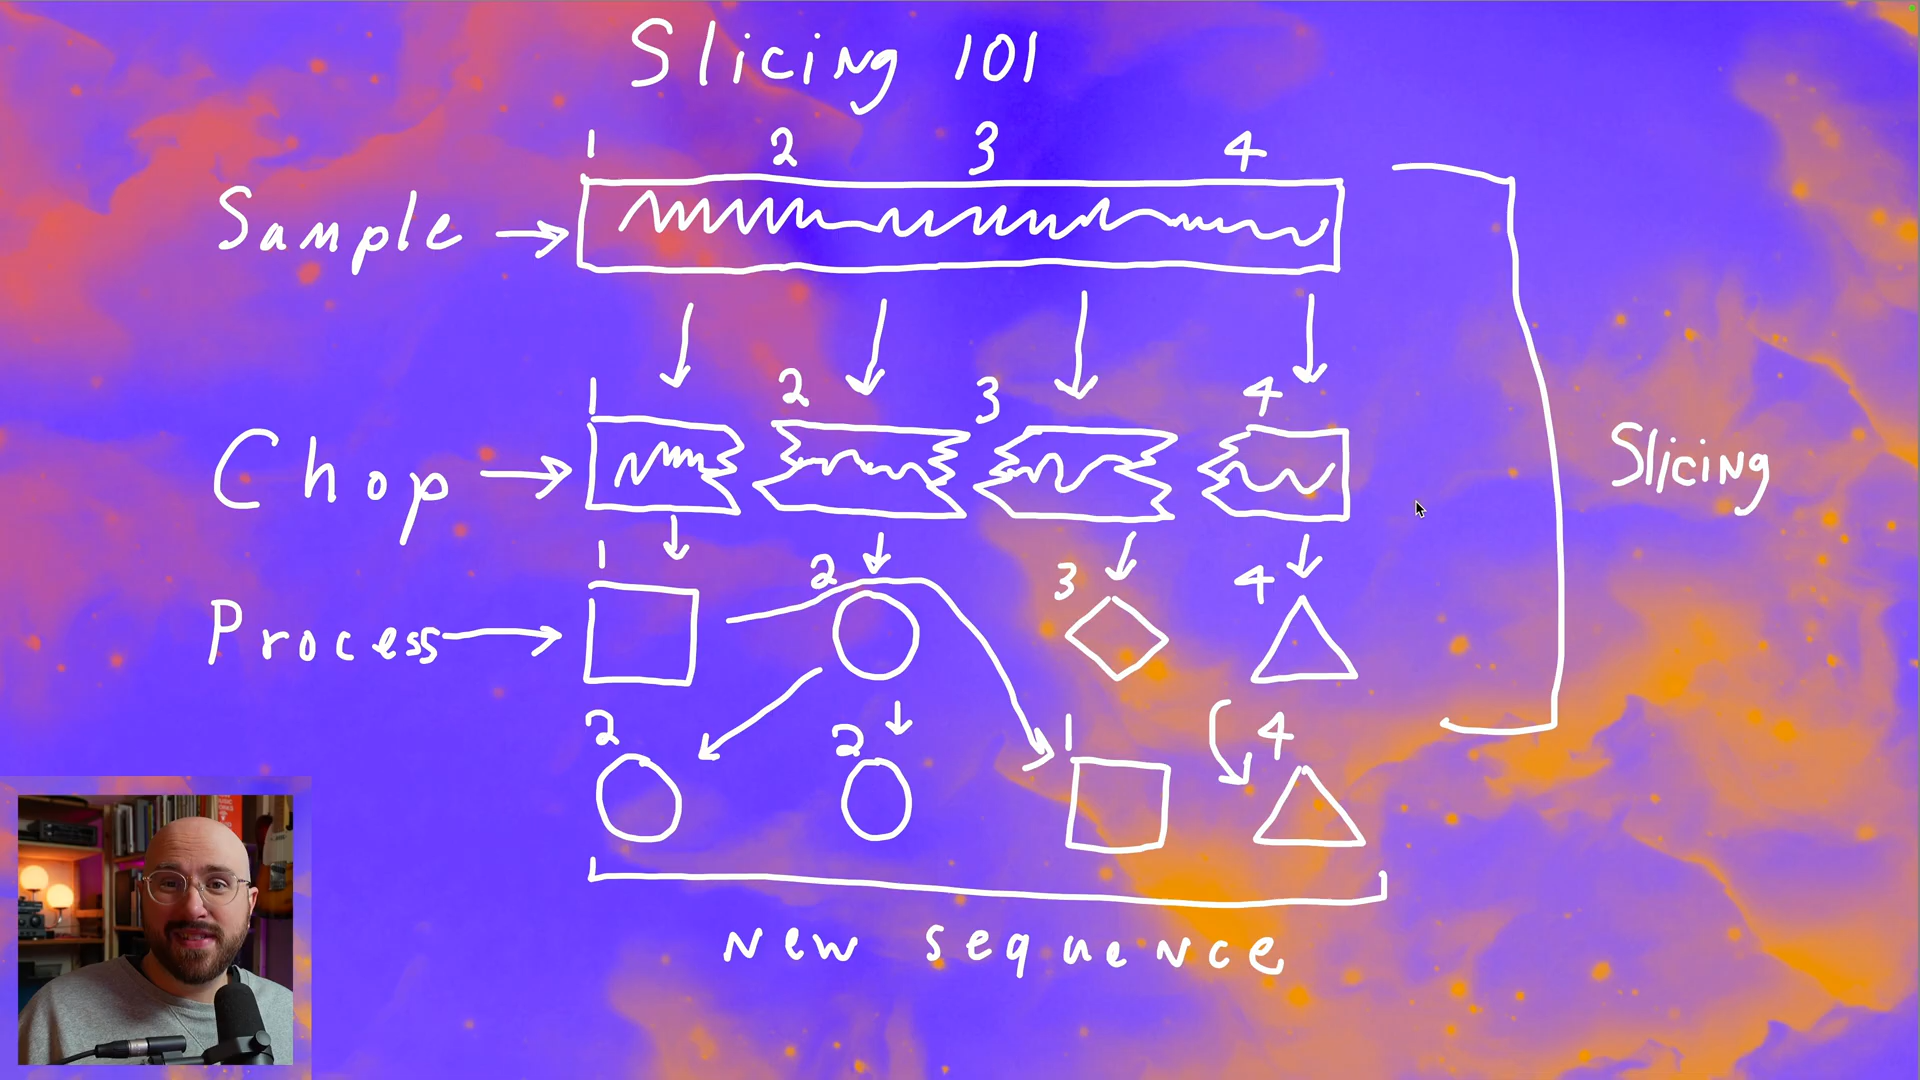 Slicing 101
1 2 3 4
Sample
1 2 3 4
Chop
Slicing
1 2 3 4
Process
2 2 1 4
New sequence